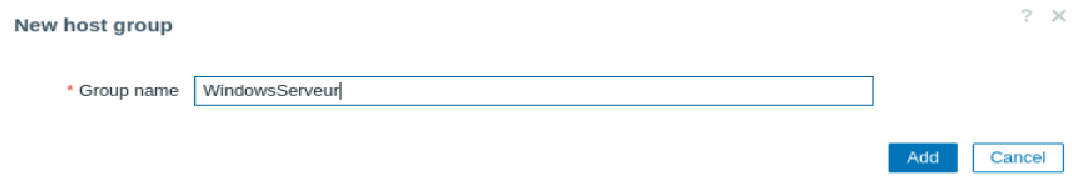 New host group
? ×
* Group name WindowsServeur
Add Cancel